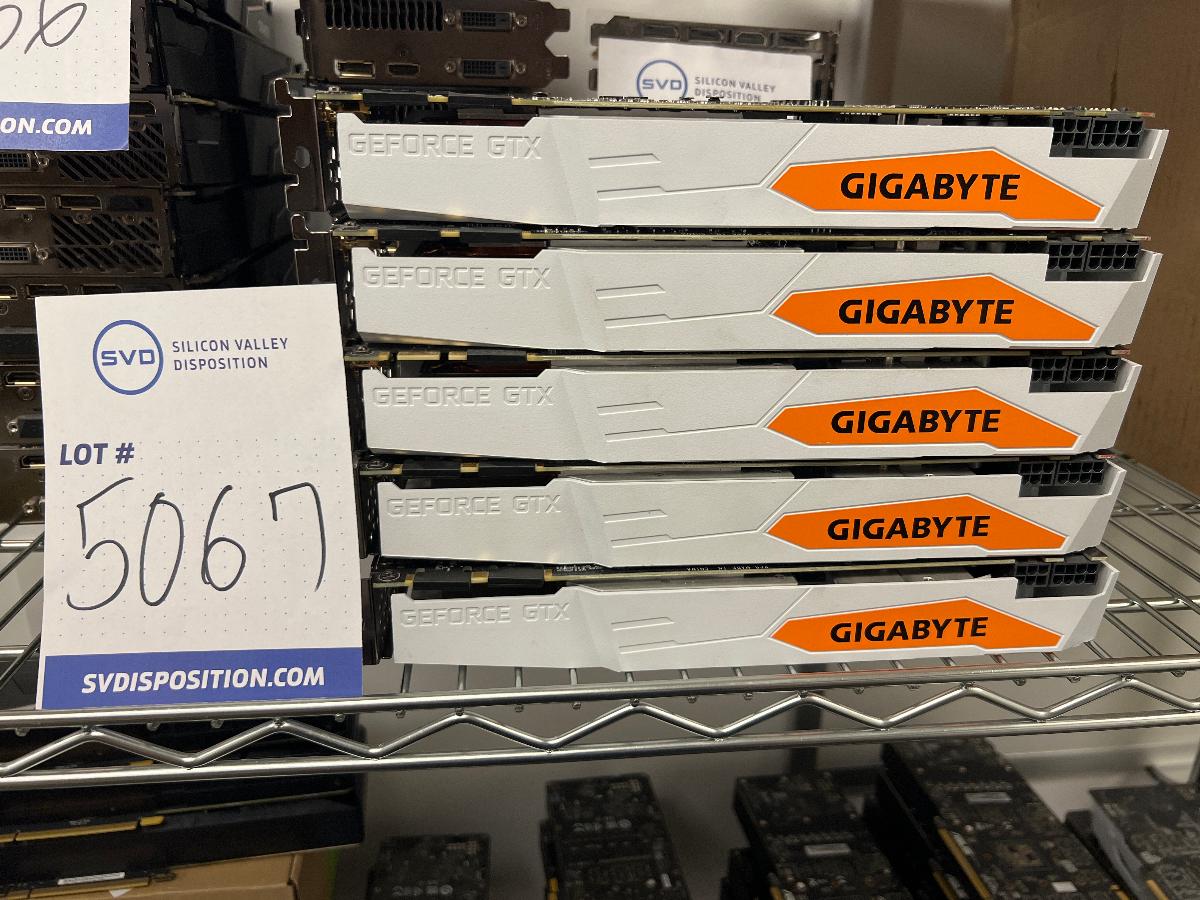 ON.COM
SVD
SILICON VALLEY
DISPOSITION
GEFORCE GTX
GIGABYTE
GEFORCE GTX
GIGABYTE
SVD
SILICON VALLEY
DISPOSITION
LOT #
5067
SVDISPOSITION.COM
GEFORCE GTX
GIGABYTE
GEFORCE GTX
GIGABYTE
GEFORCE GTX
GIGABYTE